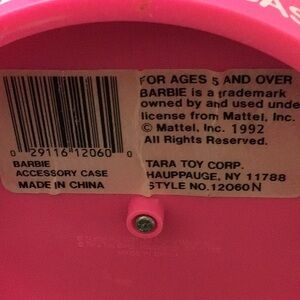 FOR AGES 5 AND OVER
BARBIE is a trademark
owned by and used under
license from Mattel, Inc.
© Mattel, Inc. 1992
All Rights Reserved.
0 29116 12060 0
BARBIE
ACCESSORY CASE
MADE IN CHINA
TARA TOY CORP.
HAUPPAUGE, NY 11788
STYLE NO.12060N